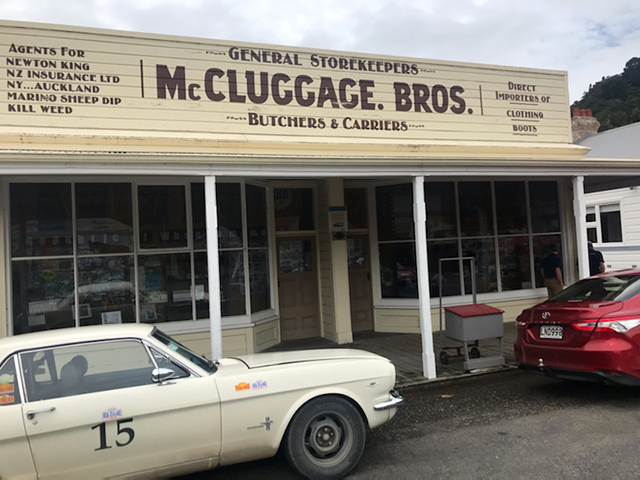 AGENTS FOR
NEWTON KING
NZ INSURANCE LTD
NY...AUCKLAND
MARINO SHEEP DIP
KILL WEED
GENERAL STOREKEEPERS
MCCLUGGAGE. BROS.
BUTCHERS & CARRIERS
DIRECT
IMPORTERS OF
CLOTHING
BOOTS
15
LND998